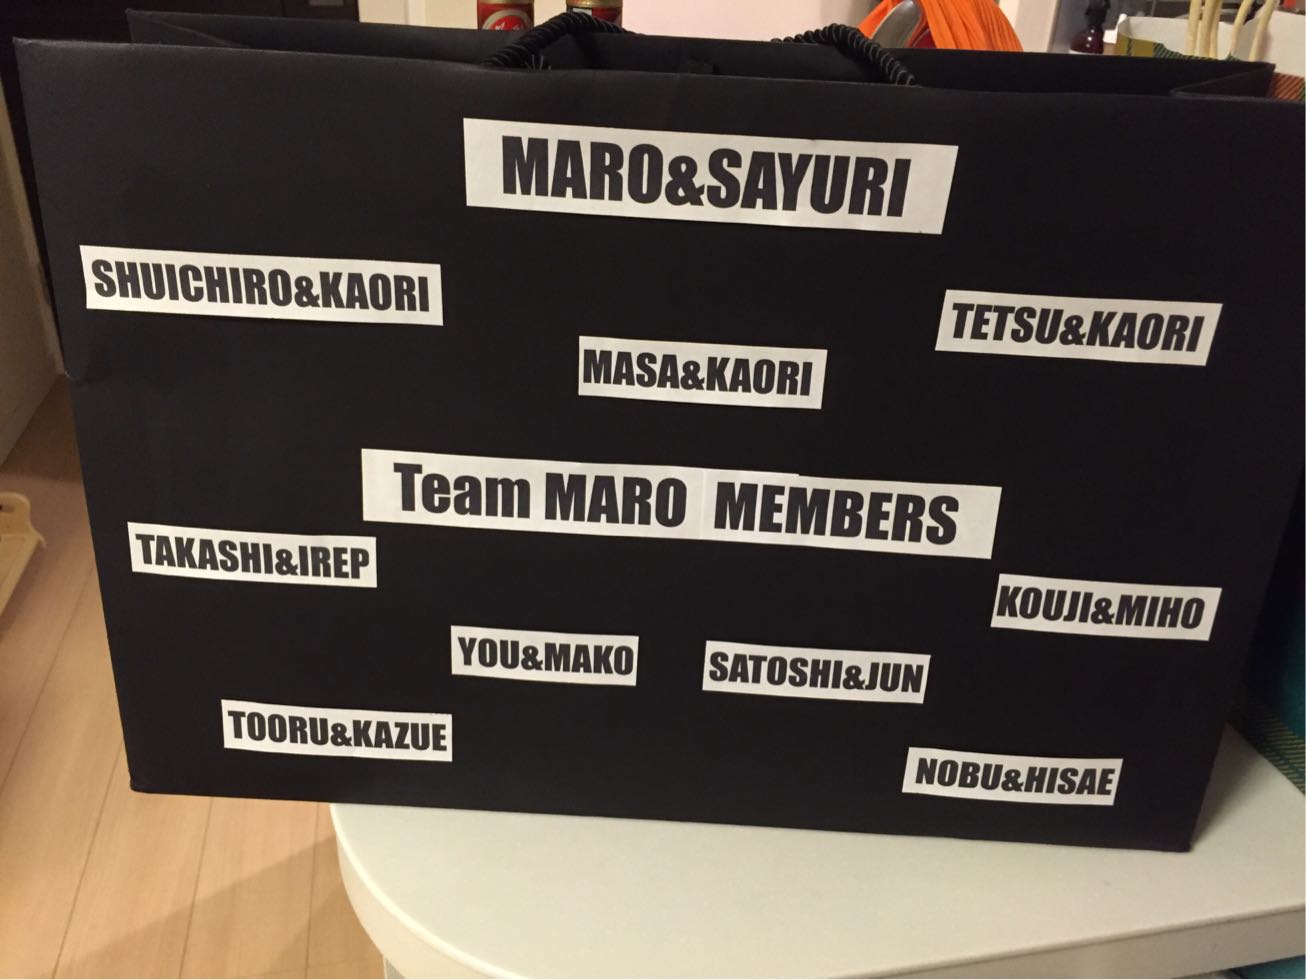 MARO&SAYURI
SHUICHIRO&KAORI
TETSU&KAORI
MASA&KAORI
Team MARO MEMBERS
TAKASHI&IREP
KOUJI&MIHO
YOU&MAKO
SATOSHI&JUN
TOORU&KAZUE
NOBU&HISAE